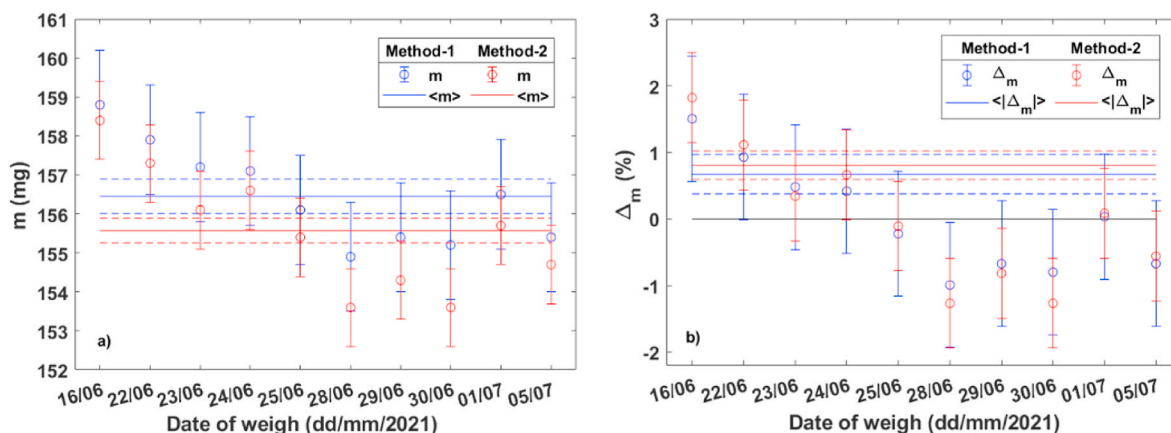 161
160
159
158
157
156
155
154
153
152
m (mg)
Method-1 Method-2
m m
<m> <m>
a)
16/06 22/06 23/06 24/06 25/06 28/06 29/06 30/06 01/07 05/07
Date of weigh (dd/mm/2021)
3
2
1
0
-1
-2
Δm (%)
Method-1 Method-2
Δm Δm
<|Δm|> <|Δm|>
b)
16/06 22/06 23/06 24/06 25/06 28/06 29/06 30/06 01/07 05/07
Date of weigh (dd/mm/2021)